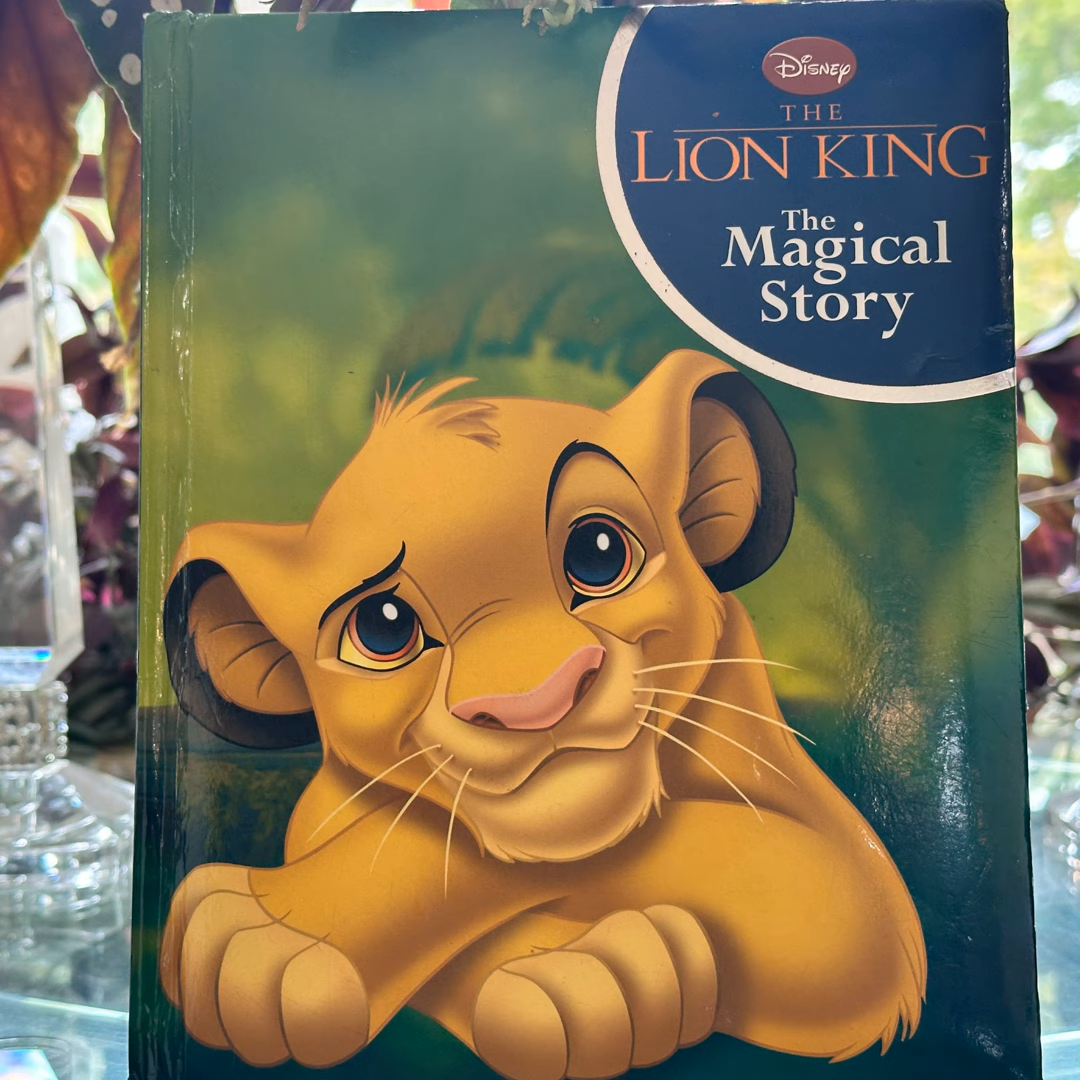 Disney
THE
LION KING
The
Magical
Story